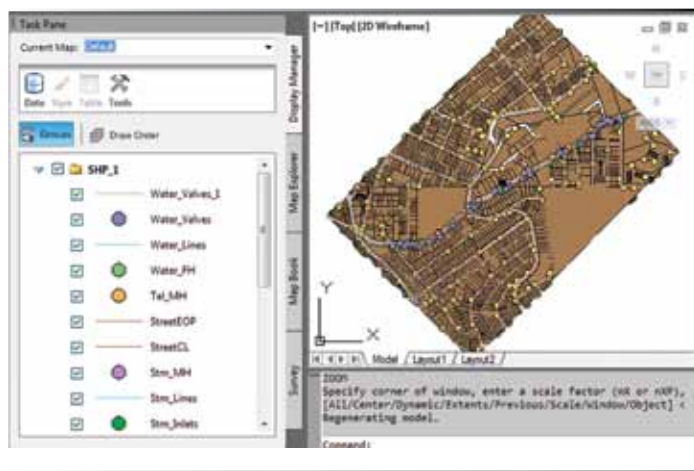 Task Pane
Current Map: Default
Data Style Table Tools
Groups Draw Order
SHP_1
Water_Valves_1
Water_Valves
Water_Lines
Water_FH
Tel_MH
StreetEOP
StreetCL
Stm_MH
Stm_Lines
Stm_Inlets
Display Manager
Map Explorer
Map Book
Survey
[−][Top][2D Wireframe]
Y
X
Model / Layout1 / Layout2 /
ZOOM
Specify corner of window, enter a scale factor (nX or nXP),
[All/Center/Dynamic/Extents/Previous/Scale/Window/Object] <
Regenerating model.
Command: